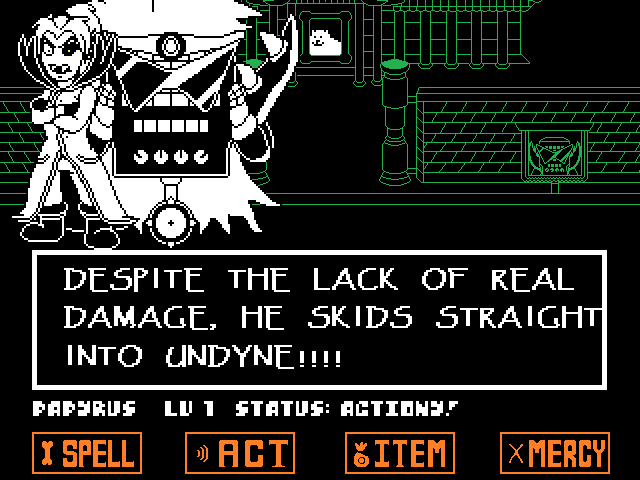 DESPITE THE LACK OF REAL
DAMAGE, HE SKIDS STRAIGHT
INTO UNDYNE!!!!
PAPYRUS LV 1 STATUS: ACTIONY!
SPELL ACT ITEM MERCY